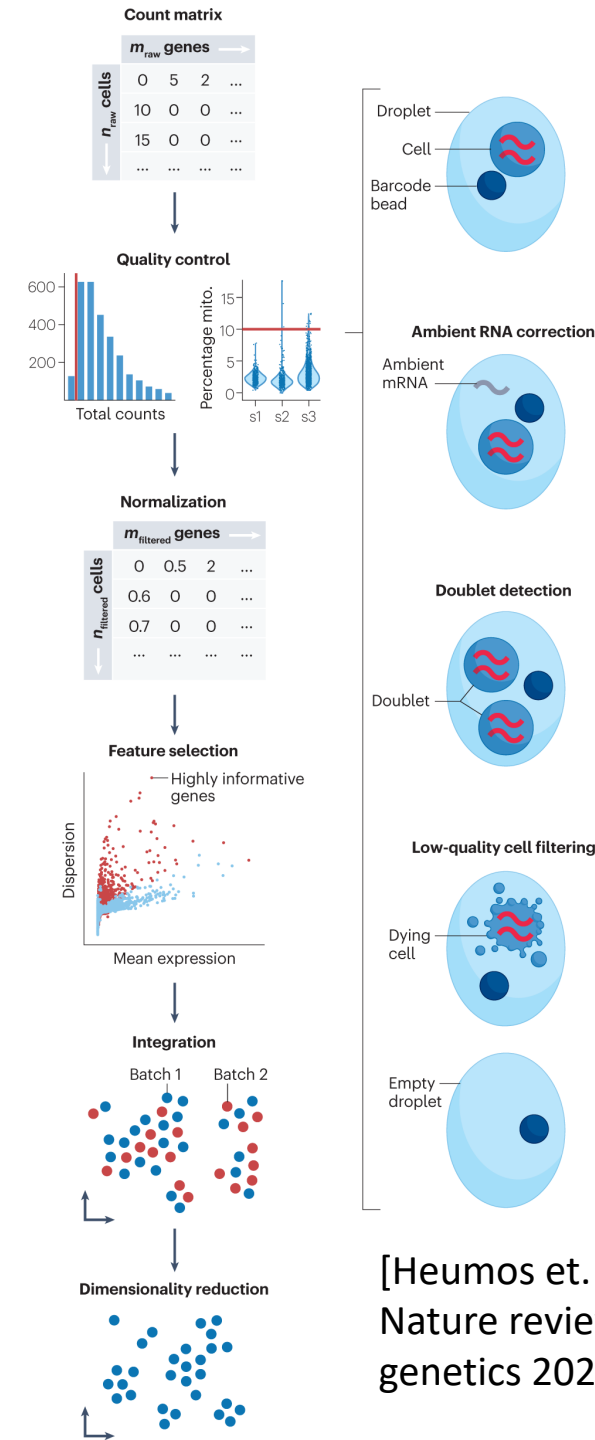 Count matrix
m_raw genes
n_raw cells
0 5 2 ...
10 0 0 ...
15 0 0 ...
... ... ... ...
Quality control
600
400
200
Total counts
Percentage mito.
15
10
5
0
s1 s2 s3
Normalization
m_filtered genes
n_filtered cells
0 0.5 2 ...
0.6 0 0 ...
0.7 0 0 ...
... ... ... ...
Feature selection
Highly informative
genes
Dispersion
Mean expression
Integration
Batch 1 Batch 2
Dimensionality reduction
Droplet
Cell
Barcode
bead
Ambient RNA correction
Ambient
mRNA
Doublet detection
Doublet
Low-quality cell filtering
Dying
cell
Empty
droplet
[Heumos et.
Nature revie
genetics 202